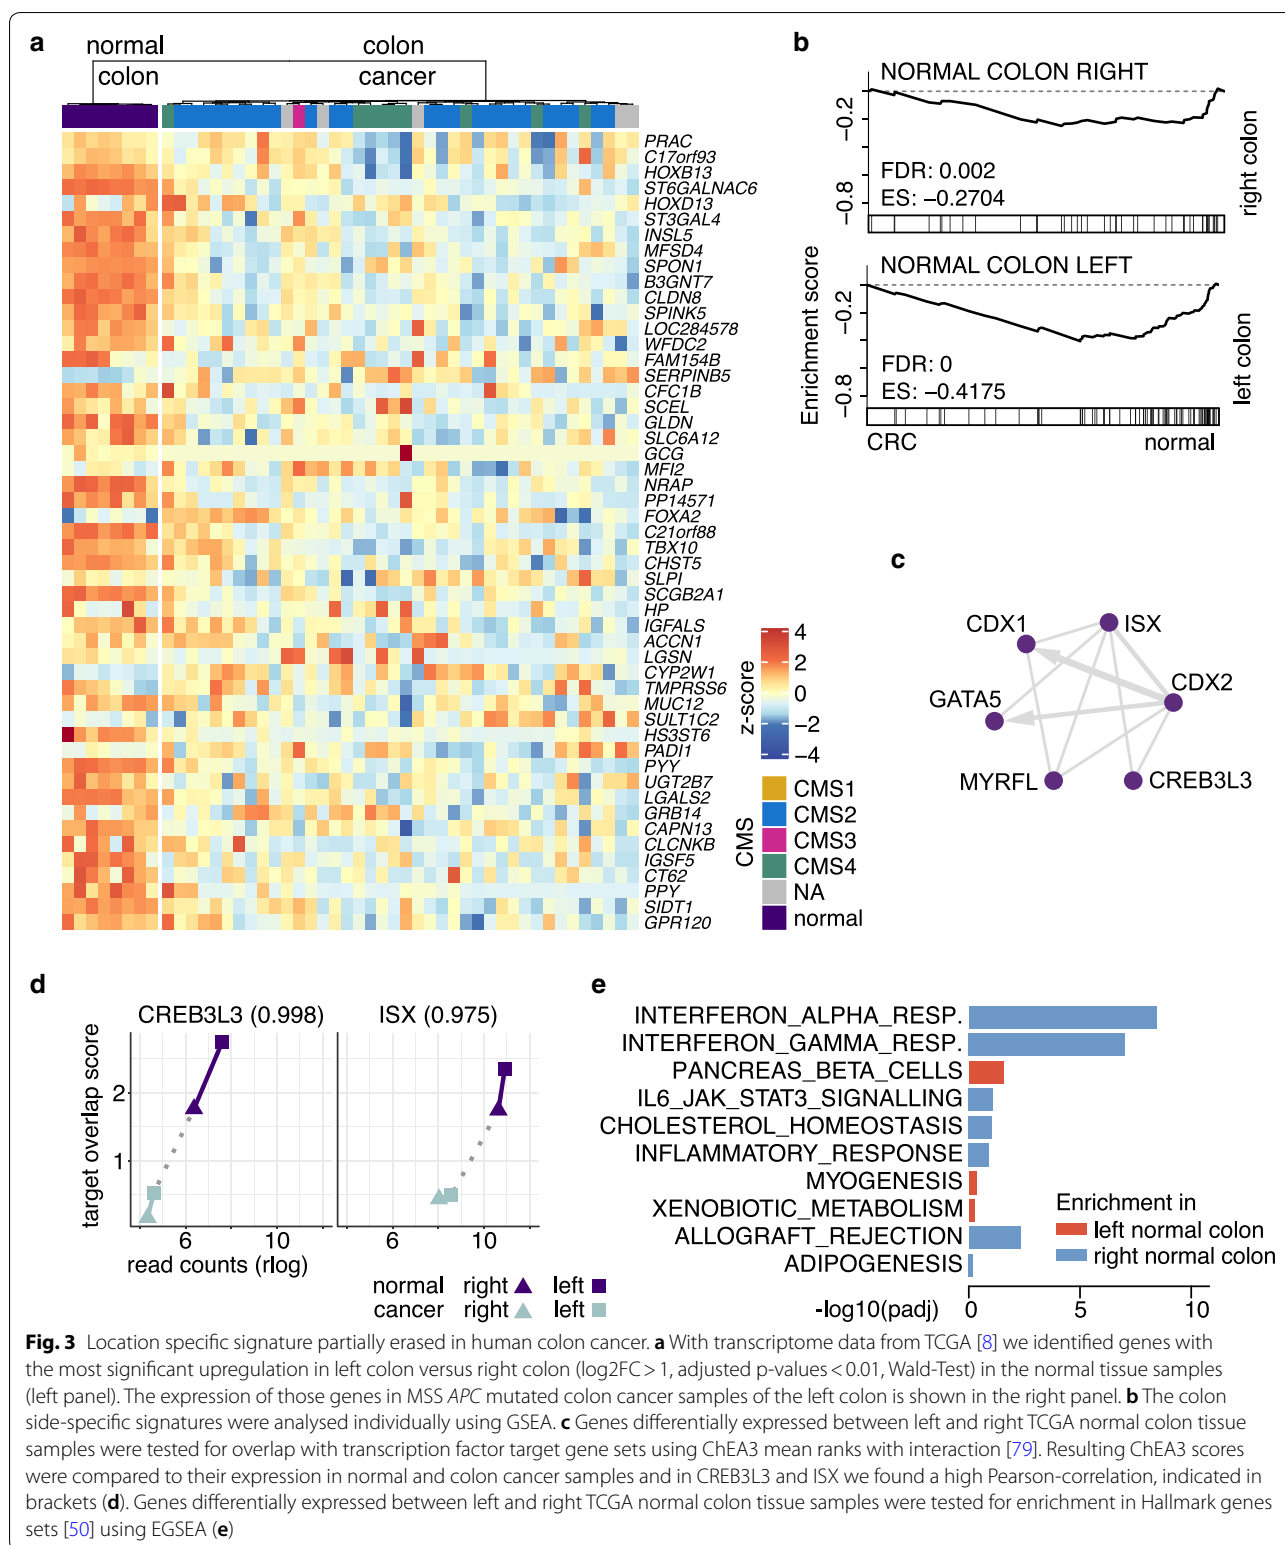 a
normal
colon
colon
cancer
PRAC
C17orf93
HOXB13
ST6GALNAC6
HOXD13
ST3GAL4
INSL5
MFSD4
SPON1
B3GNT7
CLDN8
SPINK5
LOC284578
WFDC2
FAM154B
SERPINB5
CFC1B
SCEL
GLDN
SLC6A12
GCG
MFI2
NRAP
PP14571
FOXA2
C21orf88
TBX10
CHST5
SLPI
SCGB2A1
HP
IGFALS
ACCN1
LGSN
CYP2W1
TMPRSS6
MUC12
SULT1C2
HS3ST6
PADI1
PYY
UGT2B7
LGALS2
GRB14
CAPN13
CLCNKB
IGSF5
CT62
PPY
SIDT1
GPR120
z-score
4
2
0
−2
−4
CMS
CMS1
CMS2
CMS3
CMS4
NA
normal
b
Enrichment score
NORMAL COLON RIGHT
−0.2
−0.8
FDR: 0.002
ES: −0.2704
right colon
NORMAL COLON LEFT
−0.2
−0.8
FDR: 0
ES: −0.4175
left colon
CRC normal
c
CDX1
ISX
CDX2
GATA5
MYRFL
CREB3L3
d
CREB3L3 (0.998)
ISX (0.975)
target overlap score
2
1
6 10 6 10
read counts (rlog)
normal right left
cancer right left
e
INTERFERON_ALPHA_RESP.
INTERFERON_GAMMA_RESP.
PANCREAS_BETA_CELLS
IL6_JAK_STAT3_SIGNALLING
CHOLESTEROL_HOMEOSTASIS
INFLAMMATORY_RESPONSE
MYOGENESIS
XENOBIOTIC_METABOLISM
ALLOGRAFT_REJECTION
ADIPOGENESIS
Enrichment in
left normal colon
right normal colon
-log10(padj) 0 5 10
Fig. 3 Location specific signature partially erased in human colon cancer. a With transcriptome data from TCGA [8] we identified genes with
the most significant upregulation in left colon versus right colon (log2FC > 1, adjusted p-values < 0.01, Wald-Test) in the normal tissue samples
(left panel). The expression of those genes in MSS APC mutated colon cancer samples of the left colon is shown in the right panel. b The colon
side-specific signatures were analysed individually using GSEA. c Genes differentially expressed between left and right TCGA normal colon tissue
samples were tested for overlap with transcription factor target gene sets using ChEA3 mean ranks with interaction [79]. Resulting ChEA3 scores
were compared to their expression in normal and colon cancer samples and in CREB3L3 and ISX we found a high Pearson-correlation, indicated in
brackets (d). Genes differentially expressed between left and right TCGA normal colon tissue samples were tested for enrichment in Hallmark genes
sets [50] using EGSEA (e)